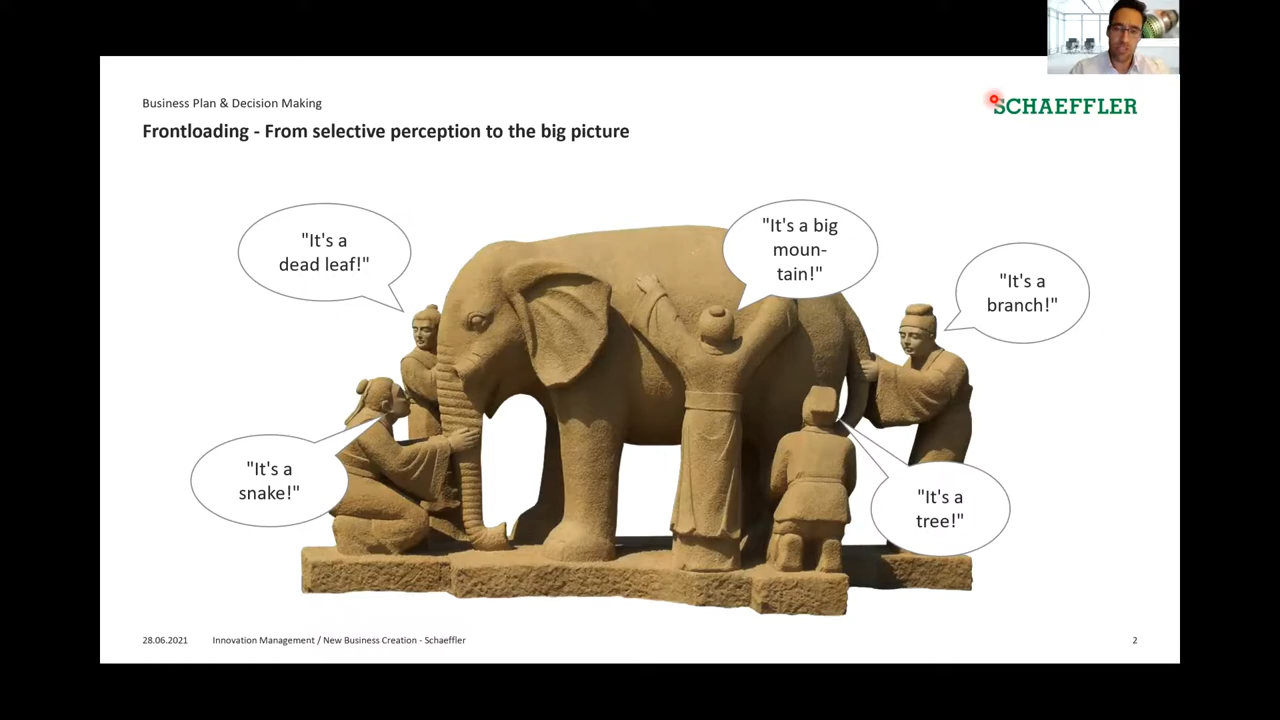 Business Plan & Decision Making
SCHAEFFLER
Frontloading - From selective perception to the big picture
"It's a
dead leaf!"
"It's a big
moun-
tain!"
"It's a
branch!"
"It's a
snake!"
"It's a
tree!"
28.06.2021 Innovation Management / New Business Creation - Schaeffler 2